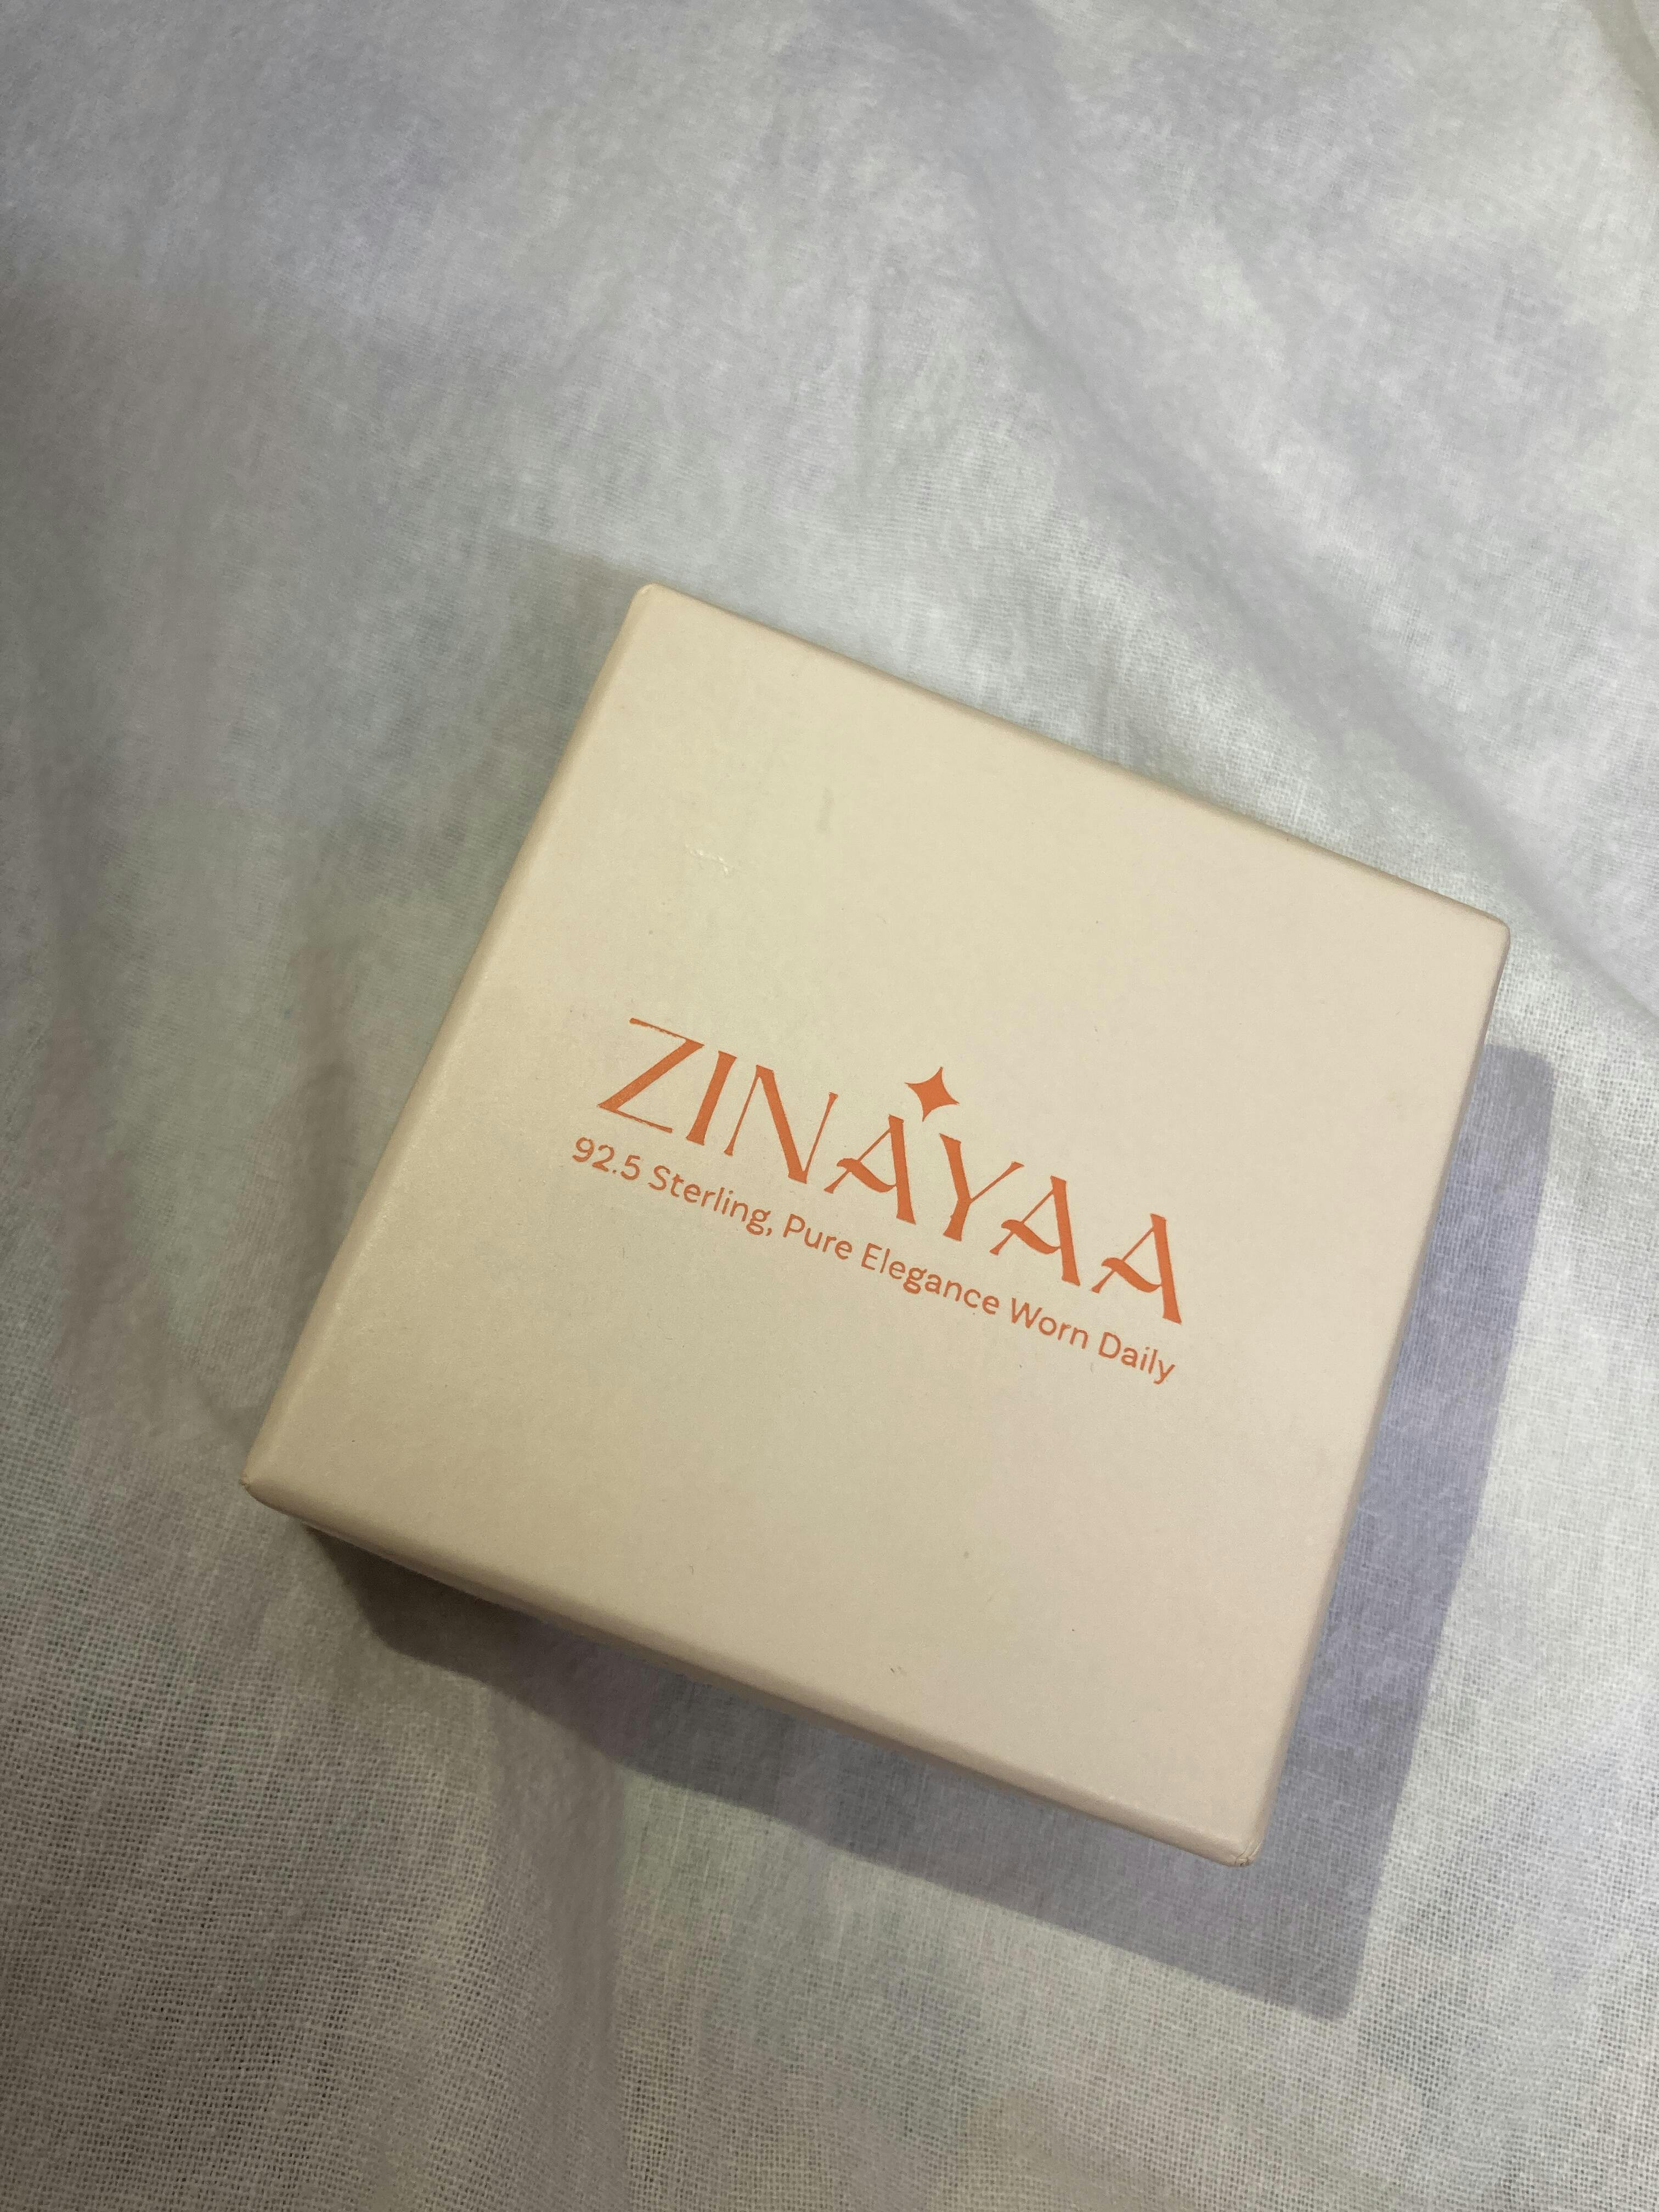 ZINAYAA
92.5 Sterling, Pure Elegance Worn Daily